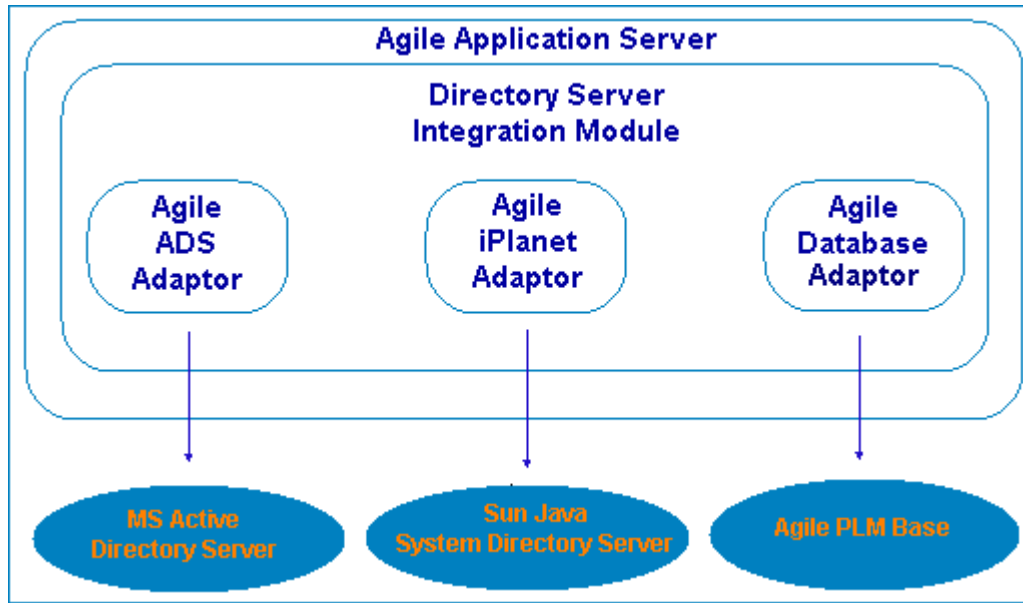 Agile Application Server
Directory Server
Integration Module
Agile
ADS
Adaptor
Agile
iPlanet
Adaptor
Agile
Database
Adaptor
MS Active
Directory Server
Sun Java
System Directory Server
Agile PLM Base